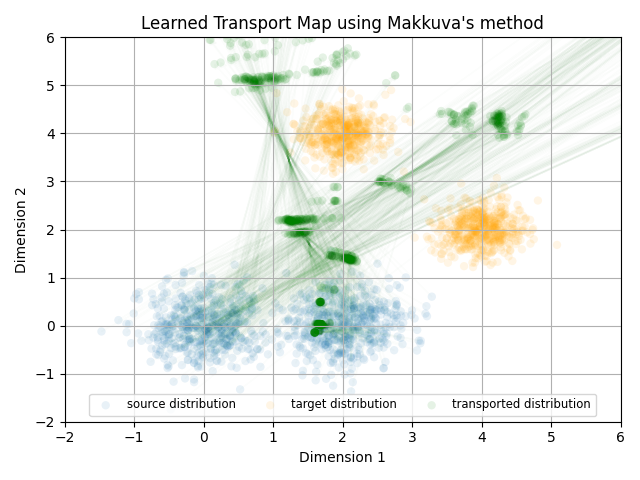 Learned Transport Map using Makkuva's method
6
5
4
3
2
1
0
−1
−2
Dimension 2
source distribution target distribution transported distribution
−2 −1 0 1 2 3 4 5 6
Dimension 1